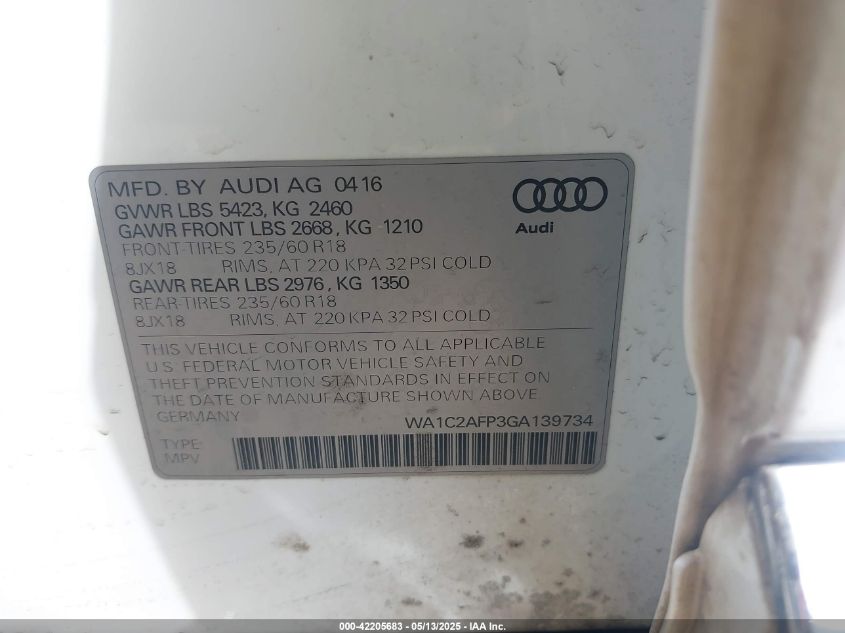 MFD. BY AUDI AG 0416
GVWR LBS 5423, KG 2460
GAWR FRONT LBS 2668, KG 1210
FRONT-TIRES 235/60 R18
8JX18 RIMS, AT 220 KPA 32 PSI COLD
GAWR REAR LBS 2976, KG 1350
REAR-TIRES 235/60 R18
8JX18 RIMS, AT 220 KPA 32 PSI COLD
Audi
THIS VEHICLE CONFORMS TO ALL APPLICABLE
U.S. FEDERAL MOTOR VEHICLE SAFETY AND
THEFT PREVENTION STANDARDS IN EFFECT ON
THE DATE OF MANUFACTURE SHOWN ABOVE
GERMANY WA1C2AFP3GA139734
TYPE:
MPV
000-42205683 - 05/13/2025 - IAA Inc.